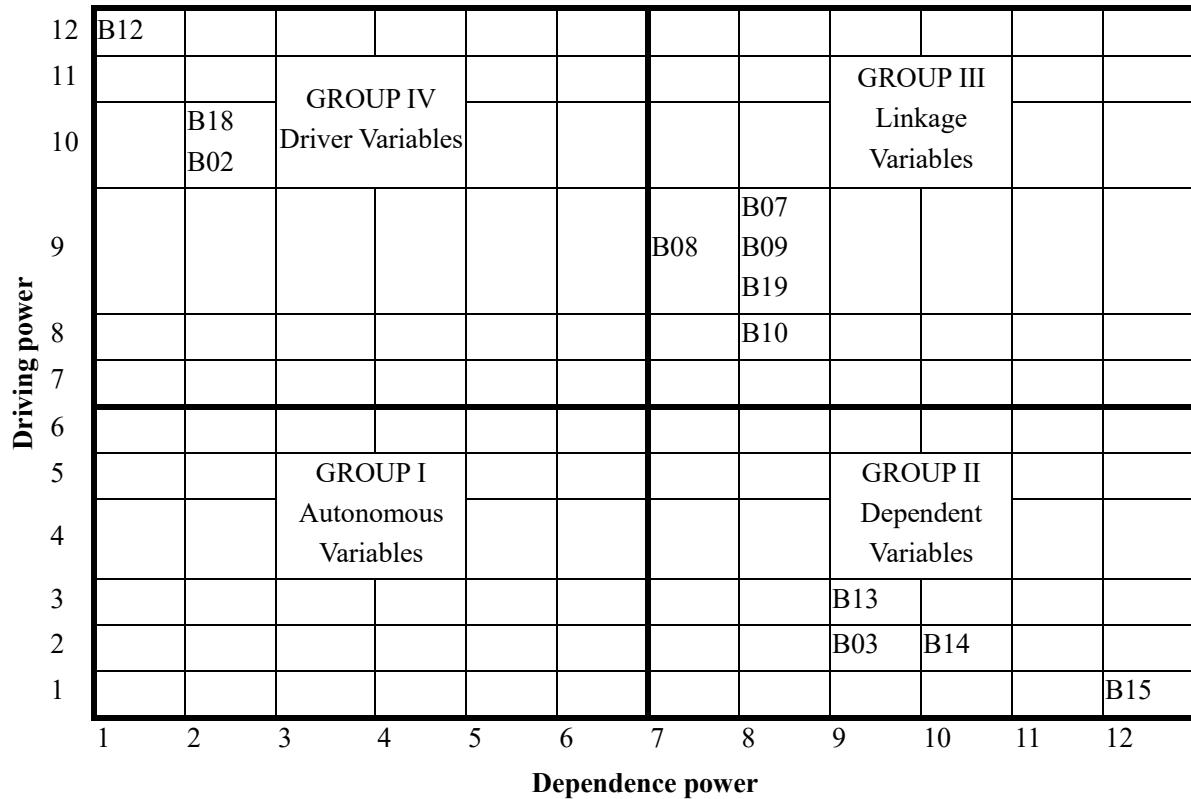 12 B12
11
GROUP IV
Driver Variables
GROUP III
Linkage
Variables
10
B18
B02
9
B08
B07
B09
B19
8 B10
7
Driving power
6
5
GROUP I
Autonomous
Variables
GROUP II
Dependent
Variables
4
3 B13
2 B03 B14
1 B15
1 2 3 4 5 6 7 8 9 10 11 12
Dependence power